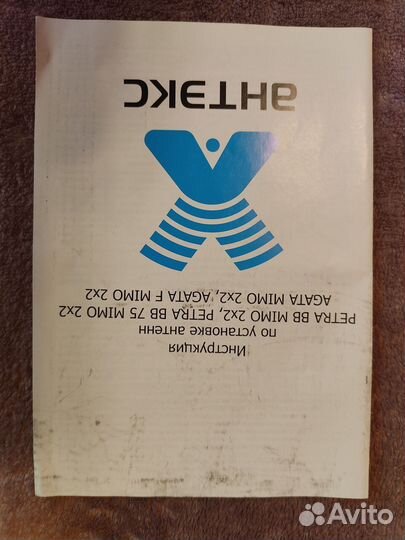 антэкс
Инструкция
по установке антенн
PETRA BB MIMO 2x2, PETRA BB 75 MIMO 2x2
AGATA MIMO 2x2, AGATA F MIMO 2x2
Avito